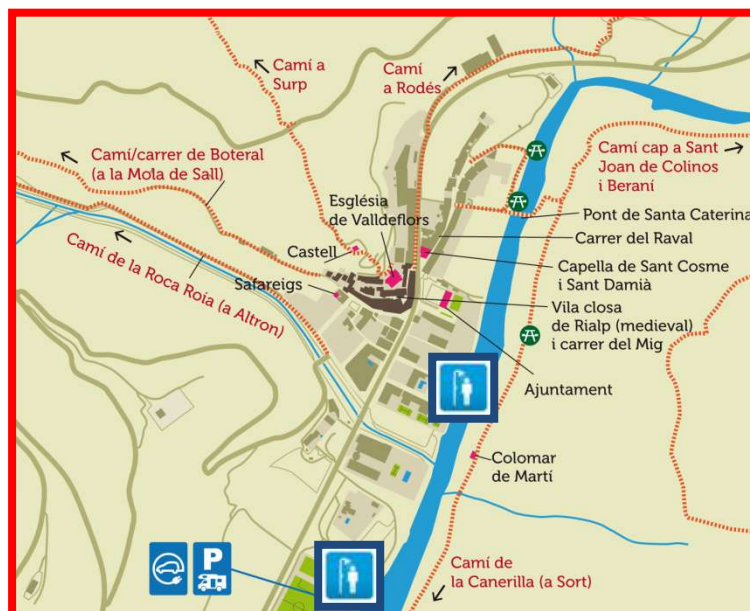 Camí a
Surp
Camí
a Rodés
Camí/carrer de Boteral
(a la Mola de Sall)
Camí cap a Sant
Joan de Colinos
i Beraní
Església
de Valldeflors
Pont de Santa Caterina
Carrer del Raval
Castell
Capella de Sant Cosme
i Sant Damià
Camí de la Roca Roia (a Altron)
Safareigs
Vila closa
de Rialp (medieval)
i carrer del Mig
Ajuntament
Colomar
de Martí
P
Camí de
la Canerilla (a Sort)